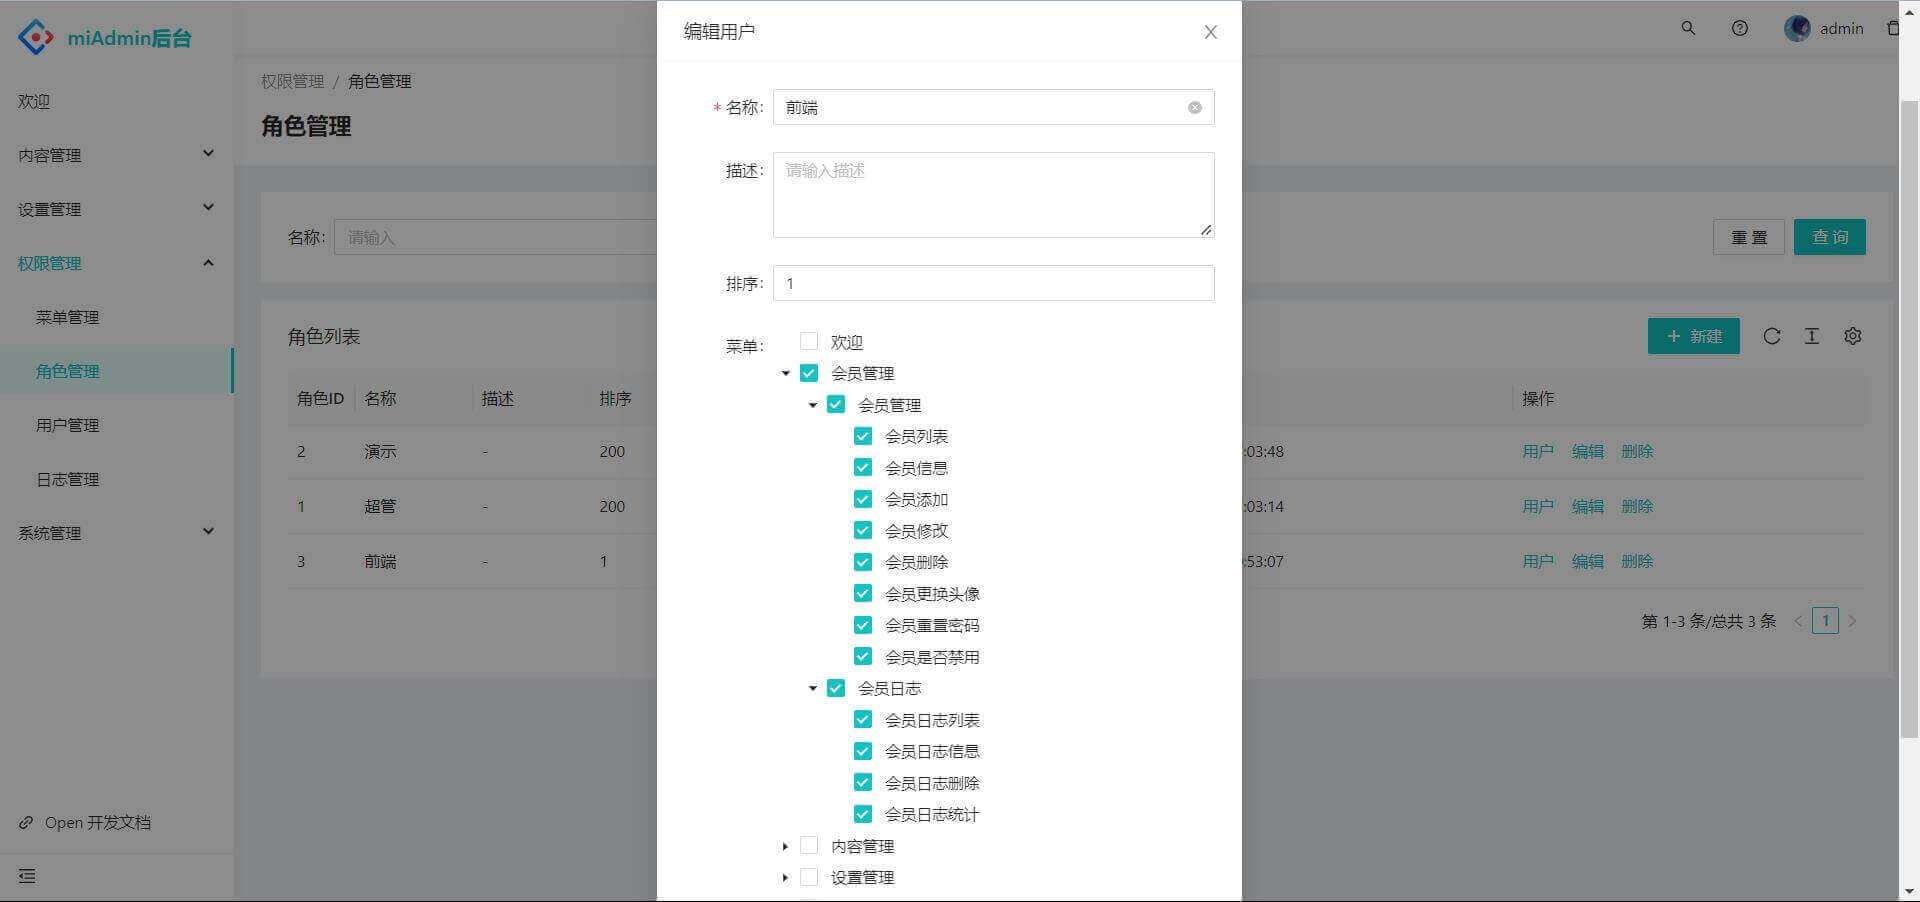 miAdmin后台
欢迎
内容管理
设置管理
权限管理
菜单管理
角色管理
用户管理
日志管理
系统管理
Open 开发文档
admin
权限管理 / 角色管理
角色管理
名称: 请输入
重 置 查 询
角色列表
+ 新建
角色ID 名称 描述 排序 操作
2 演示 - 200 :03:48 用户 编辑 删除
1 超管 - 200 :03:14 用户 编辑 删除
3 前端 - 1 :53:07 用户 编辑 删除
第 1-3 条/总共 3 条 < 1 >
编辑用户
* 名称: 前端
描述: 请输入描述
排序: 1
菜单: 欢迎
会员管理
会员管理
会员列表
会员信息
会员添加
会员修改
会员删除
会员更换头像
会员重置密码
会员是否禁用
会员日志
会员日志列表
会员日志信息
会员日志删除
会员日志统计
内容管理
设置管理